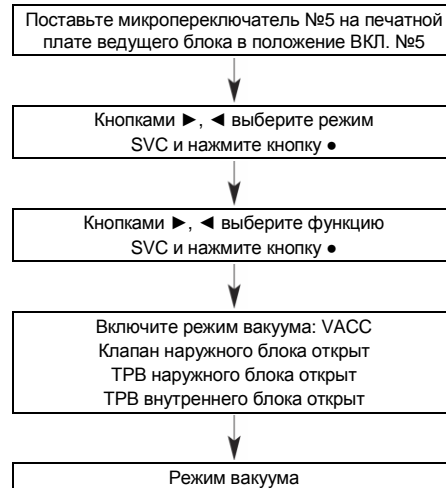 Поставьте микропереключатель №5 на печатной
плате ведущего блока в положение ВКЛ. №5
Кнопками ►, ◄ выберите режим
SVC и нажмите кнопку ●
Кнопками ►, ◄ выберите функцию
SVC и нажмите кнопку ●
Включите режим вакуума: VACC
Клапан наружного блока открыт
ТРВ наружного блока открыт
ТРВ внутреннего блока открыт
Режим вакуума